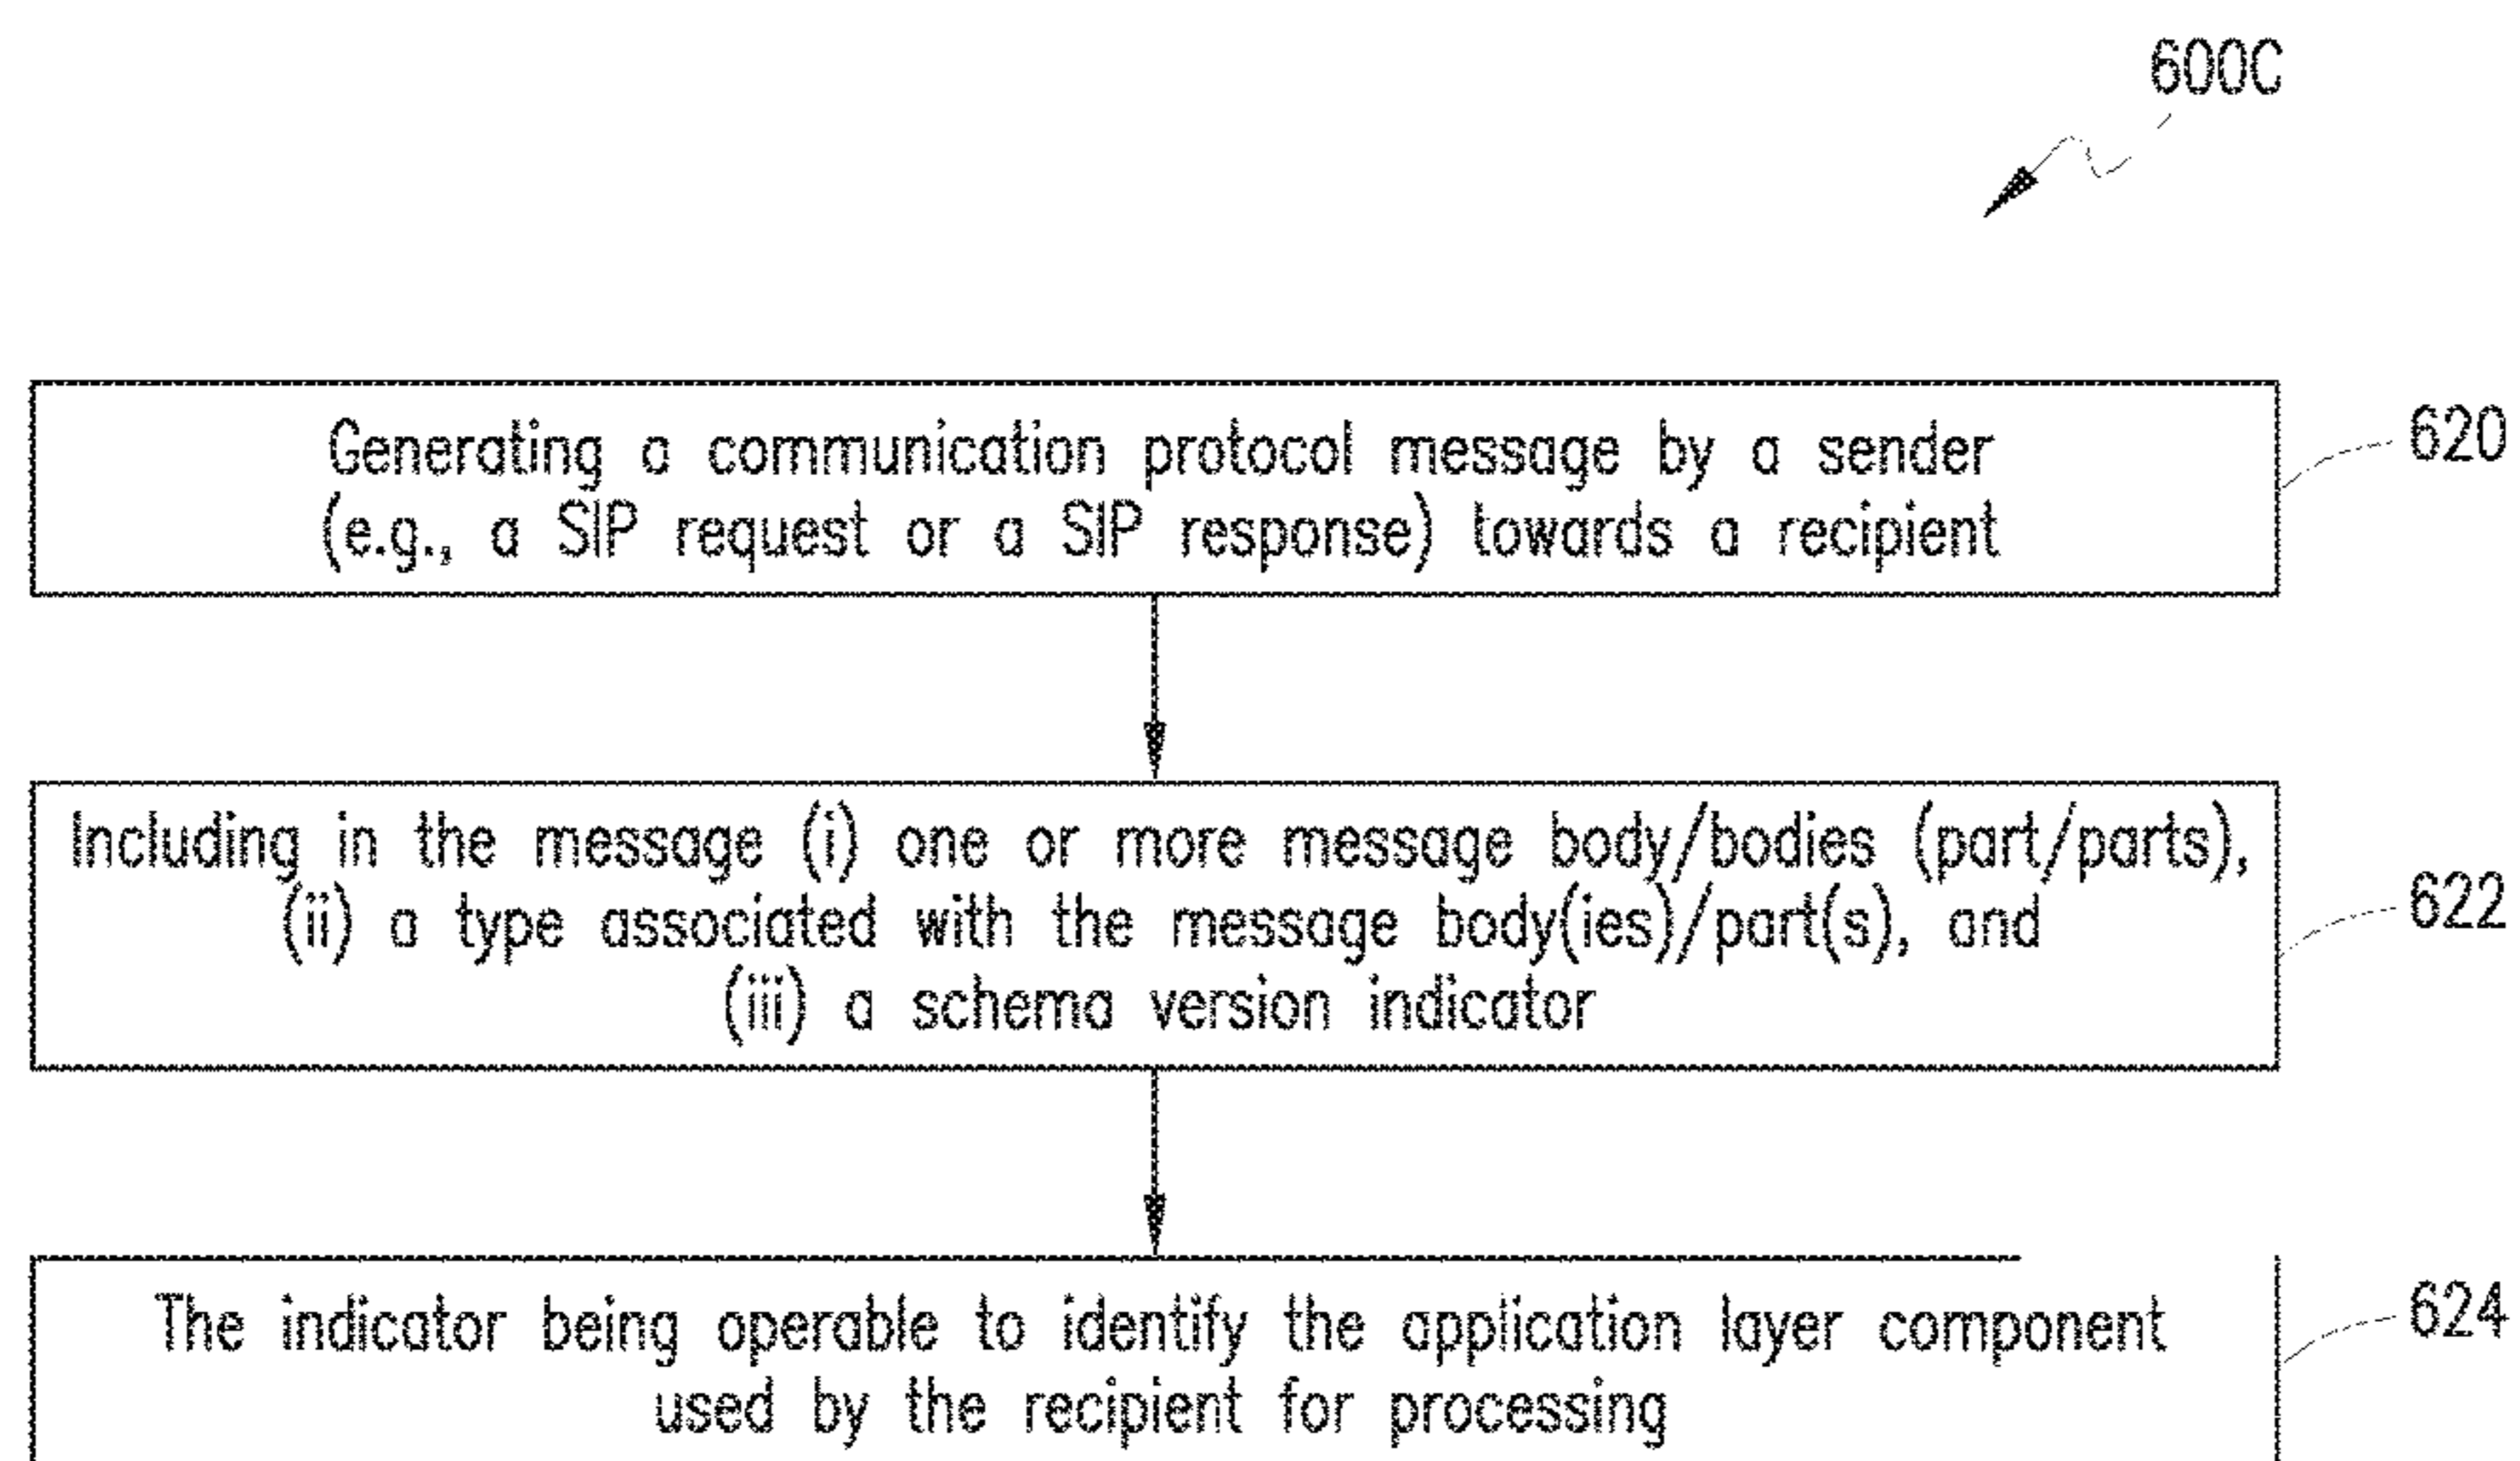 600C
Generating a communication protocol message by a sender
(e.g., a SIP request or a SIP response) towards a recipient
620
Including in the message (i) one or more message body/bodies (part/parts),
(ii) a type associated with the message body(ies)/part(s), and
(iii) a schema version indicator
622
The indicator being operable to identify the application layer component
used by the recipient for processing
624